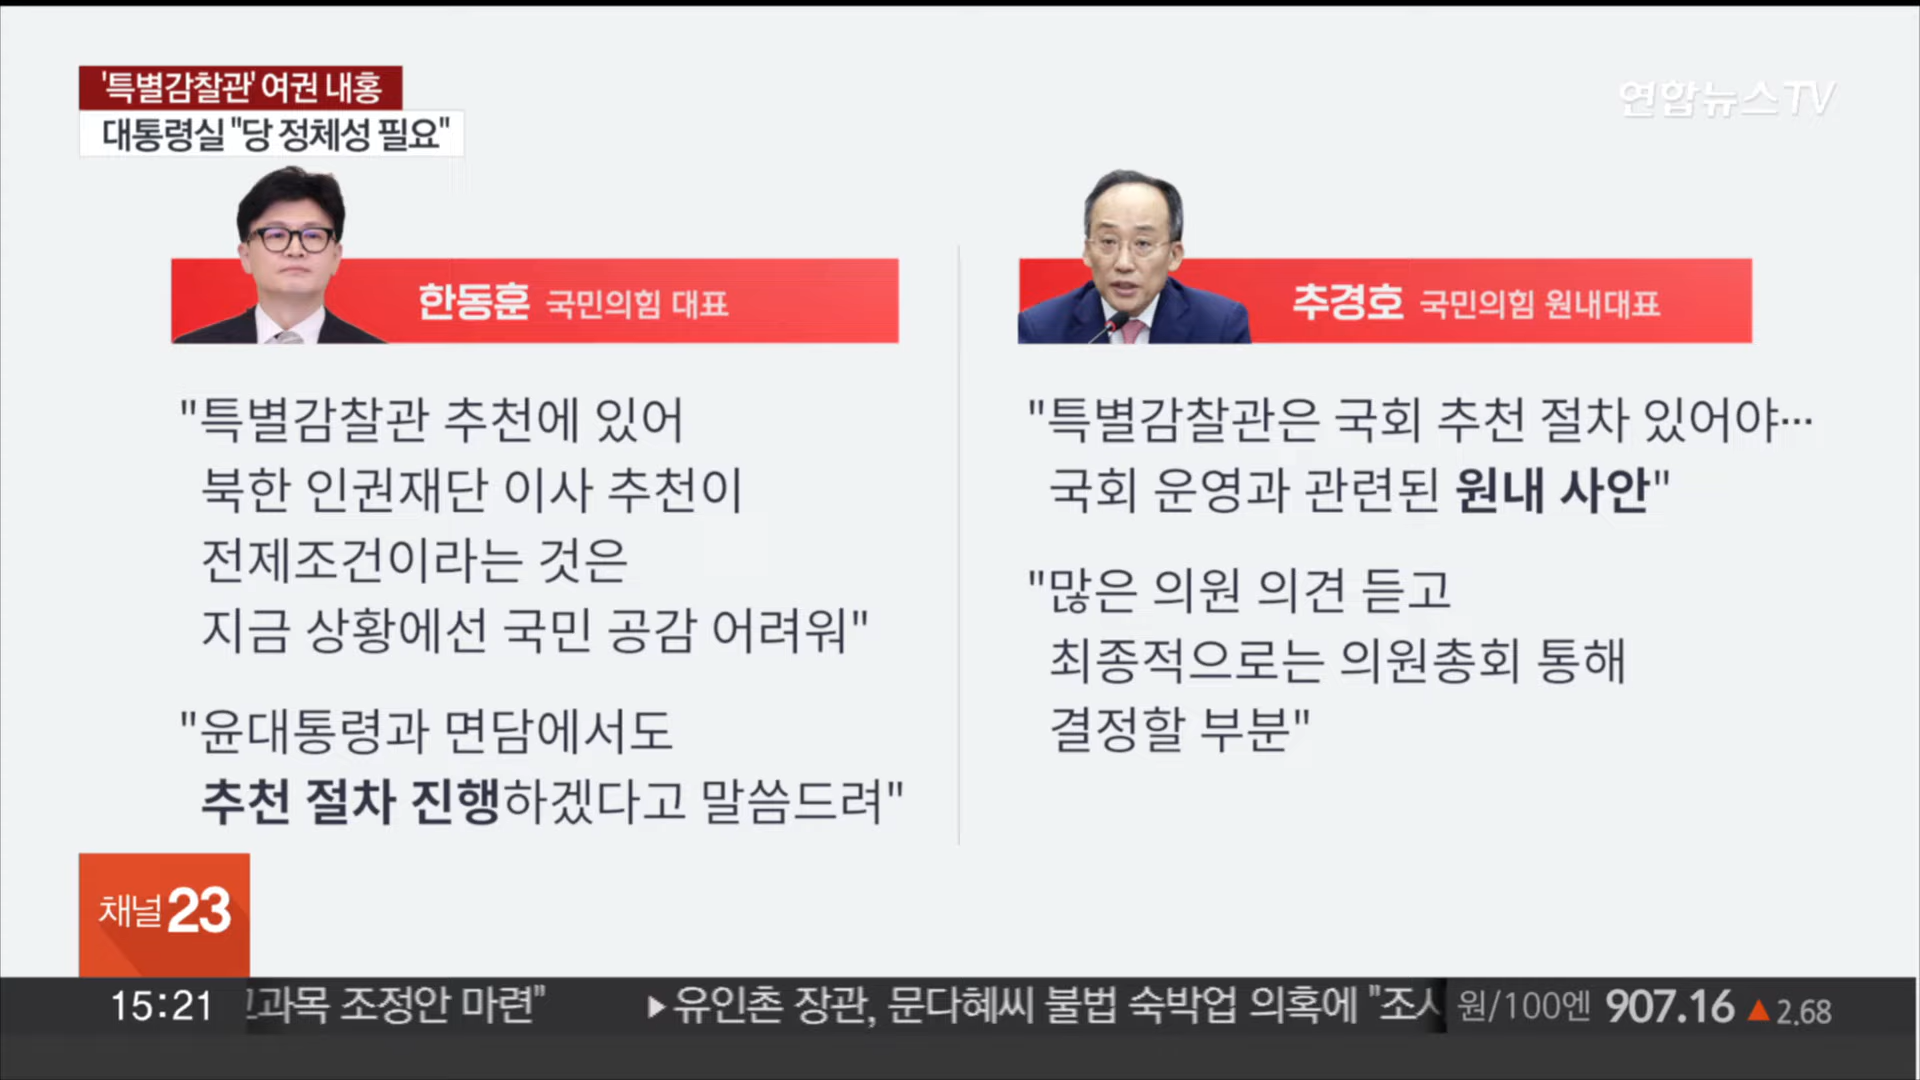 '특별감찰관' 여권 내홍
대통령실 "당 정체성 필요"
연합뉴스TV
한동훈 국민의힘 대표
"특별감찰관 추천에 있어
북한 인권재단 이사 추천이
전제조건이라는 것은
지금 상황에선 국민 공감 어려워"
"윤대통령과 면담에서도
추천 절차 진행하겠다고 말씀드려"
추경호 국민의힘 원내대표
"특별감찰관은 국회 추천 절차 있어야…
국회 운영과 관련된 원내 사안"
"많은 의원 의견 듣고
최종적으로는 의원총회 통해
결정할 부분"
채널 23
15:21
과목 조정안 마련" ▶유인촌 장관, 문다혜씨 불법 숙박업 의혹에 "조사
원/100엔 907.16 ▲2.68